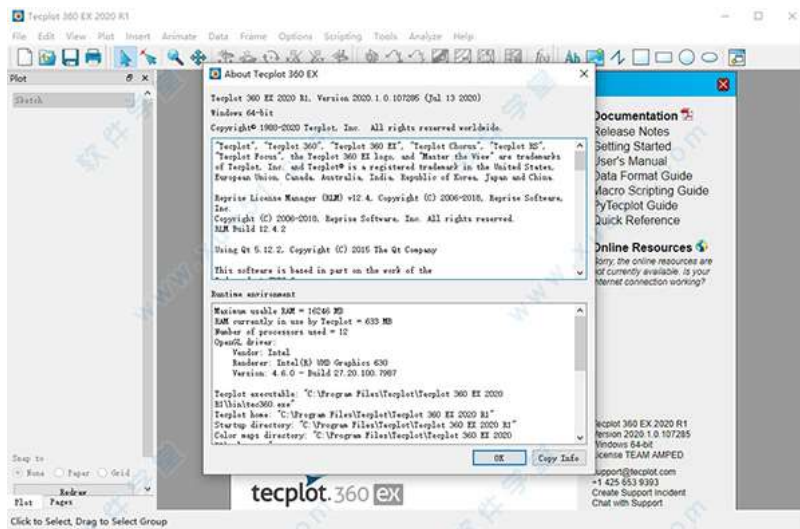 Tecplot 360 EX 2020 R1
File Edit View Plot Insert Animate Data Frame Options Scripting Tools Analyze Help
Plot
Sketch
Snap to
None Paper Grid
Redraw
Plot Pages
Click to Select, Drag to Select Group
About Tecplot 360 EX
Tecplot 360 EX 2020 R1, Version 2020.1.0.107285 (Jul 13 2020)
Windows 64-bit
Copyright© 1988-2020 Tecplot, Inc. All rights reserved worldwide.
"Tecplot", "Tecplot 360", "Tecplot 360 EX", "Tecplot Chorus", "Tecplot RS",
"Tecplot Focus", the Tecplot 360 EX logo, and "Master the View" are trademarks
of Tecplot, Inc. and Tecplot® is a registered trademark in the United States,
European Union, Canada, Australia, India, Republic of Korea, Japan and China.
Reprise License Manager (RLM) v12.4, Copyright (C) 2006-2018, Reprise Software,
Inc.
Copyright (C) 2006-2018, Reprise Software, Inc. All rights reserved.
RLM Build 12.4.2
Using Qt 5.12.2, Copyright (C) 2015 The Qt Company
This software is based in part on the work of the
Runtime environment
Maximum usable RAM = 16246 MB
RAM currently in use by Tecplot = 633 MB
Number of processors used = 12
OpenGL driver:
Vendor: Intel
Renderer: Intel(R) UHD Graphics 630
Version: 4.6.0 - Build 27.20.100.7987
Tecplot executable: "C:\Program Files\Tecplot\Tecplot 360 EX 2020
R1\bin\tec360.exe"
Tecplot home: "C:\Program Files\Tecplot\Tecplot 360 EX 2020 R1"
Startup directory: "C:\Program Files\Tecplot\Tecplot 360 EX 2020 R1"
Color maps directory: "C:\Program Files\Tecplot\Tecplot 360 EX 2020
OK Copy Info
Documentation
Release Notes
Getting Started
User's Manual
Data Format Guide
Macro Scripting Guide
PyTecplot Guide
Quick Reference
Online Resources
Sorry, the online resources are
not currently available. Is your
internet connection working?
Tecplot 360 EX 2020 R1
Version 2020.1.0.107285
Windows 64-bit
License TEAM AMPED
support@tecplot.com
+1 425 653 9393
Create Support Incident
Chat with Support
tecplot.360 EX